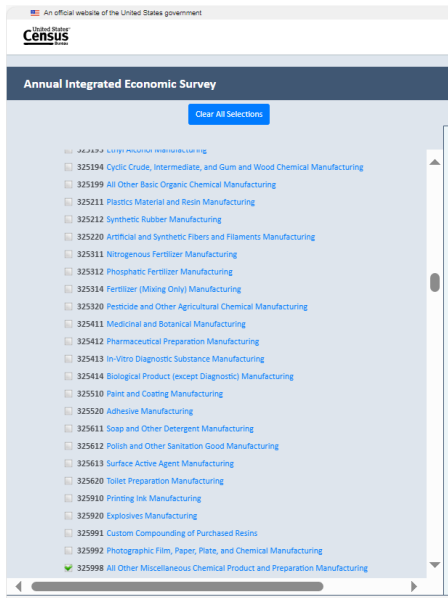 An official website of the United States government
United States®
Census
Bureau
Annual Integrated Economic Survey
Clear All Selections
325193 Ethyl Alcohol Manufacturing
325194 Cyclic Crude, Intermediate, and Gum and Wood Chemical Manufacturing
325199 All Other Basic Organic Chemical Manufacturing
325211 Plastics Material and Resin Manufacturing
325212 Synthetic Rubber Manufacturing
325220 Artificial and Synthetic Fibers and Filaments Manufacturing
325311 Nitrogenous Fertilizer Manufacturing
325312 Phosphatic Fertilizer Manufacturing
325314 Fertilizer (Mixing Only) Manufacturing
325320 Pesticide and Other Agricultural Chemical Manufacturing
325411 Medicinal and Botanical Manufacturing
325412 Pharmaceutical Preparation Manufacturing
325413 In-Vitro Diagnostic Substance Manufacturing
325414 Biological Product (except Diagnostic) Manufacturing
325510 Paint and Coating Manufacturing
325520 Adhesive Manufacturing
325611 Soap and Other Detergent Manufacturing
325612 Polish and Other Sanitation Good Manufacturing
325613 Surface Active Agent Manufacturing
325620 Toilet Preparation Manufacturing
325910 Printing Ink Manufacturing
325920 Explosives Manufacturing
325991 Custom Compounding of Purchased Resins
325992 Photographic Film, Paper, Plate, and Chemical Manufacturing
325998 All Other Miscellaneous Chemical Product and Preparation Manufacturing